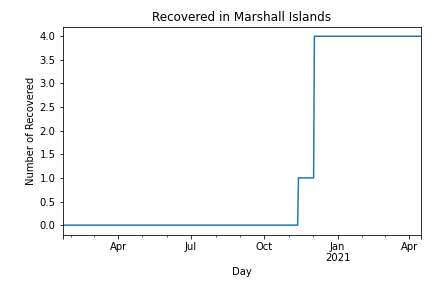 Recovered in Marshall Islands
Number of Recovered
4.0
3.5
3.0
2.5
2.0
1.5
1.0
0.5
0.0
Apr Jul Oct Jan Apr
2021
Day